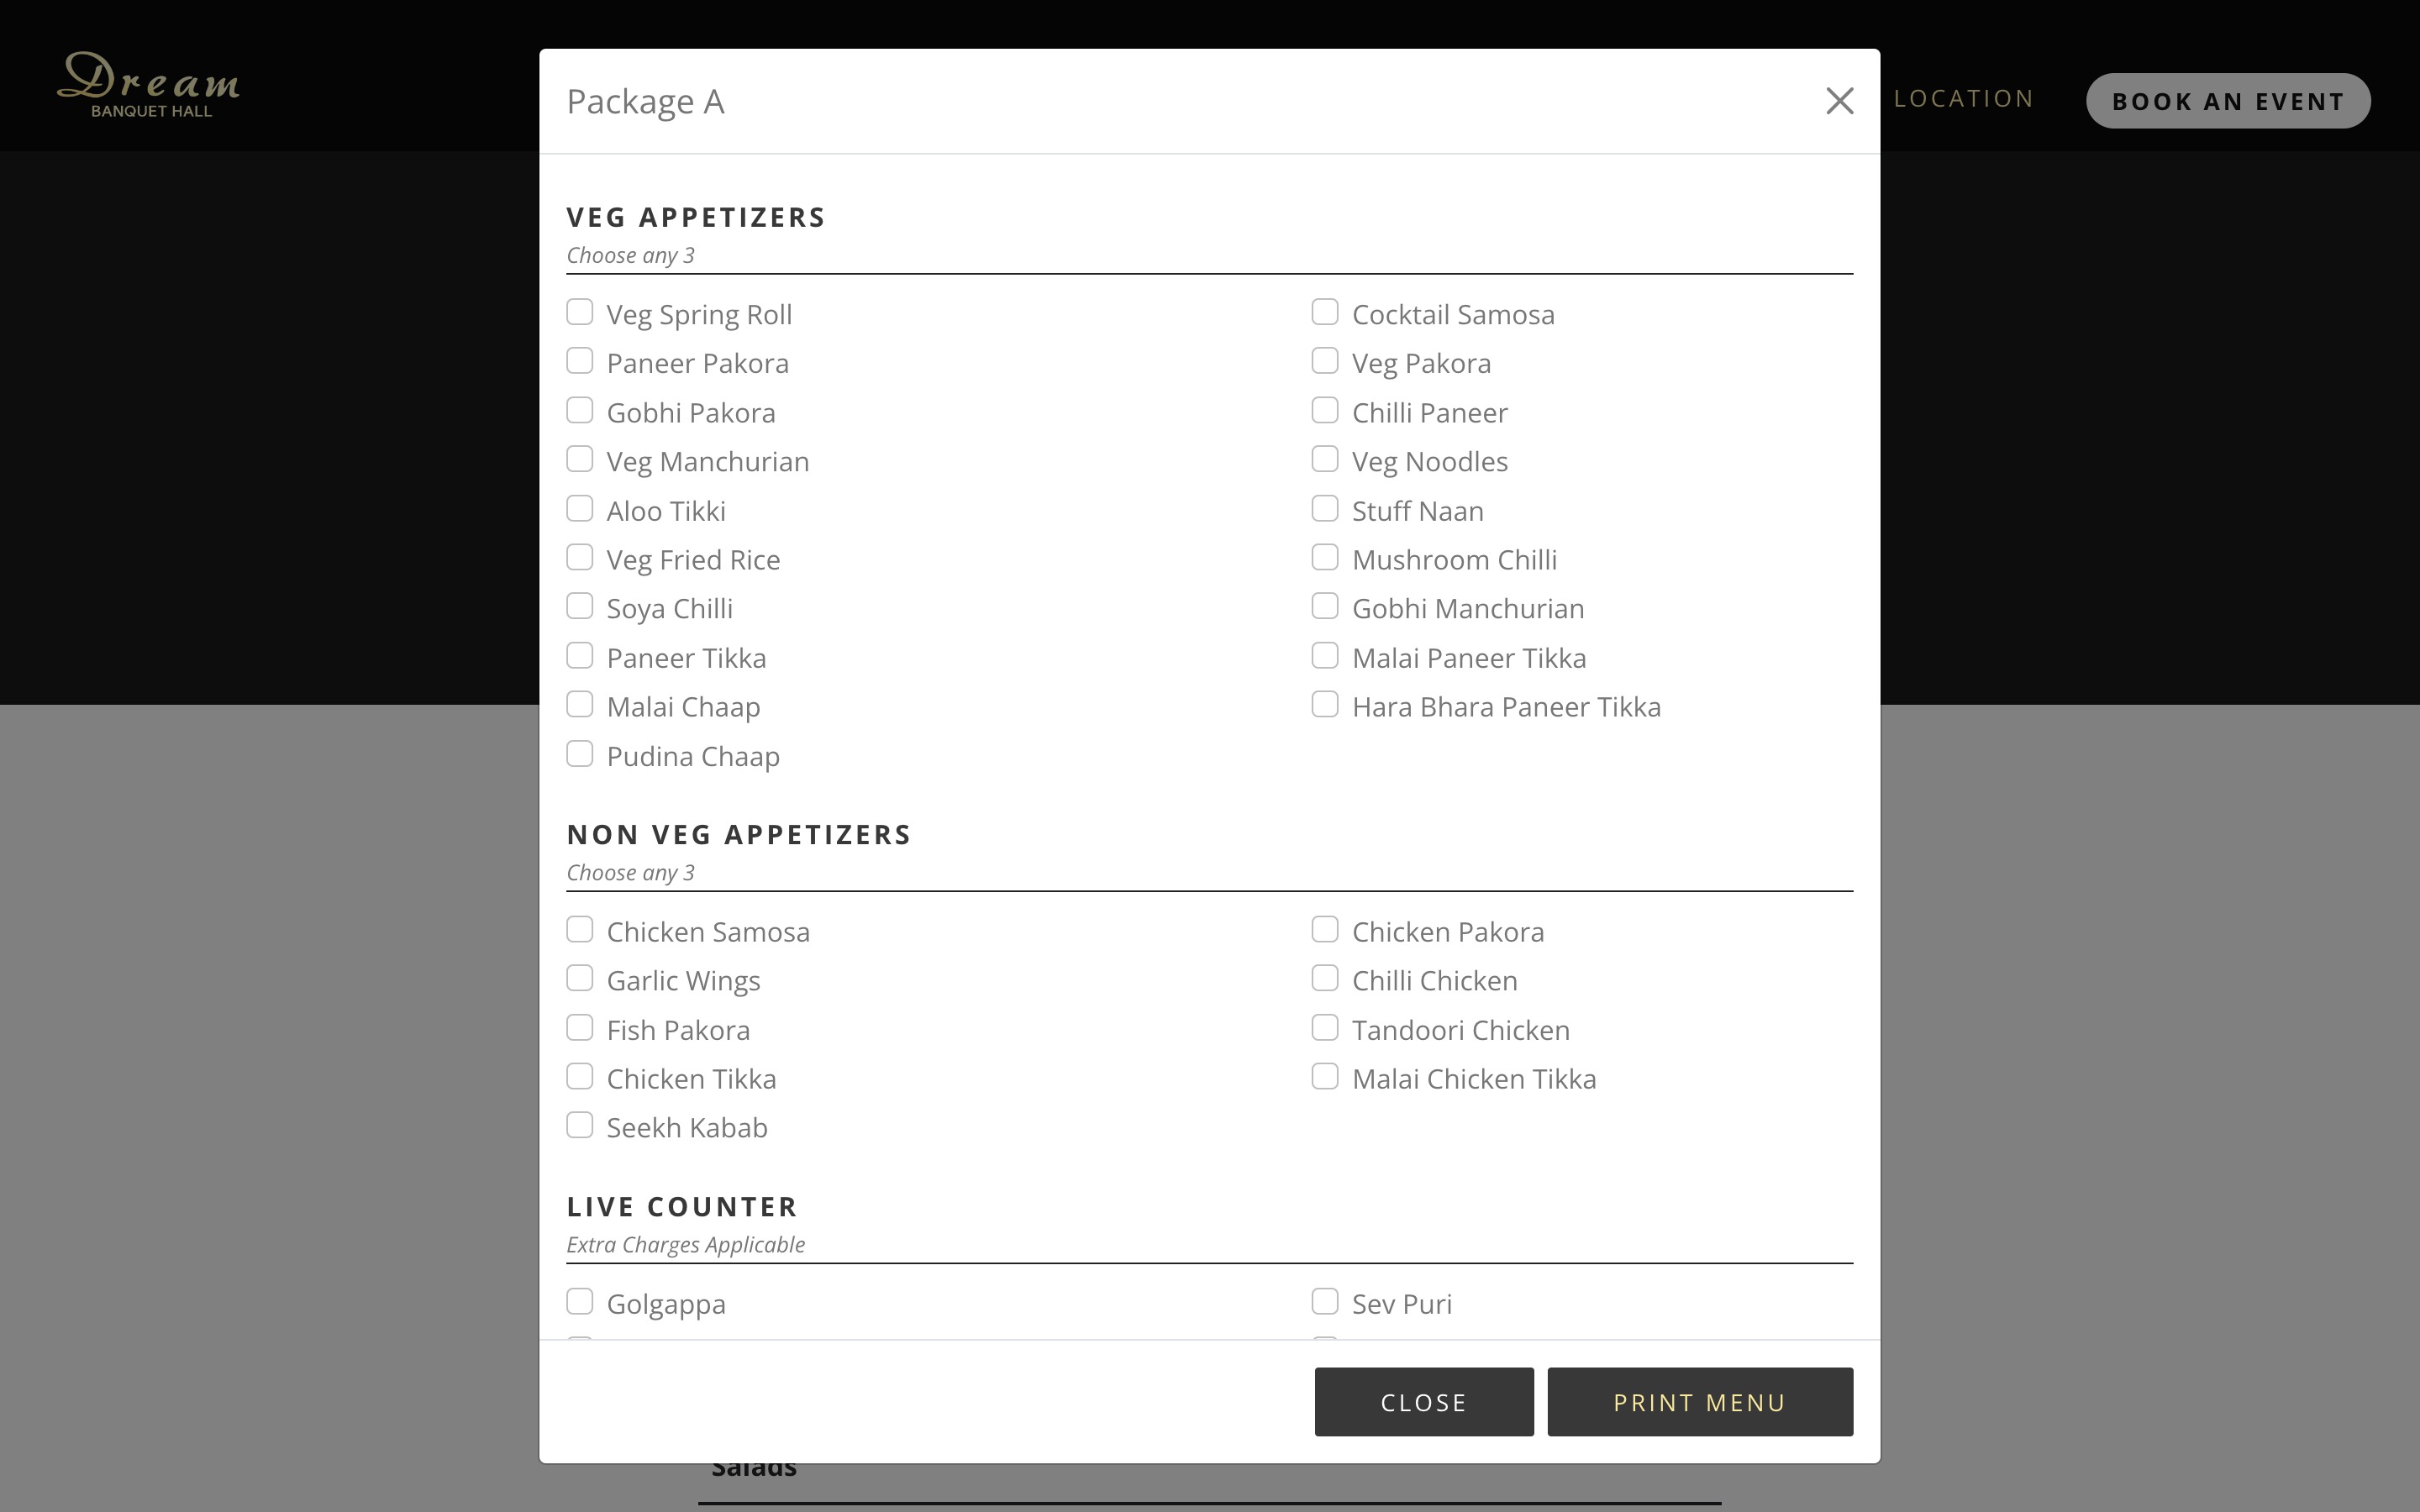 Dream
BANQUET HALL
LOCATION
BOOK AN EVENT
Package A
VEG APPETIZERS
Choose any 3
Veg Spring Roll
Cocktail Samosa
Paneer Pakora
Veg Pakora
Gobhi Pakora
Chilli Paneer
Veg Manchurian
Veg Noodles
Aloo Tikki
Stuff Naan
Veg Fried Rice
Mushroom Chilli
Soya Chilli
Gobhi Manchurian
Paneer Tikka
Malai Paneer Tikka
Malai Chaap
Hara Bhara Paneer Tikka
Pudina Chaap
NON VEG APPETIZERS
Choose any 3
Chicken Samosa
Chicken Pakora
Garlic Wings
Chilli Chicken
Fish Pakora
Tandoori Chicken
Chicken Tikka
Malai Chicken Tikka
Seekh Kabab
LIVE COUNTER
Extra Charges Applicable
Golgappa
Sev Puri
CLOSE
PRINT MENU
Salads